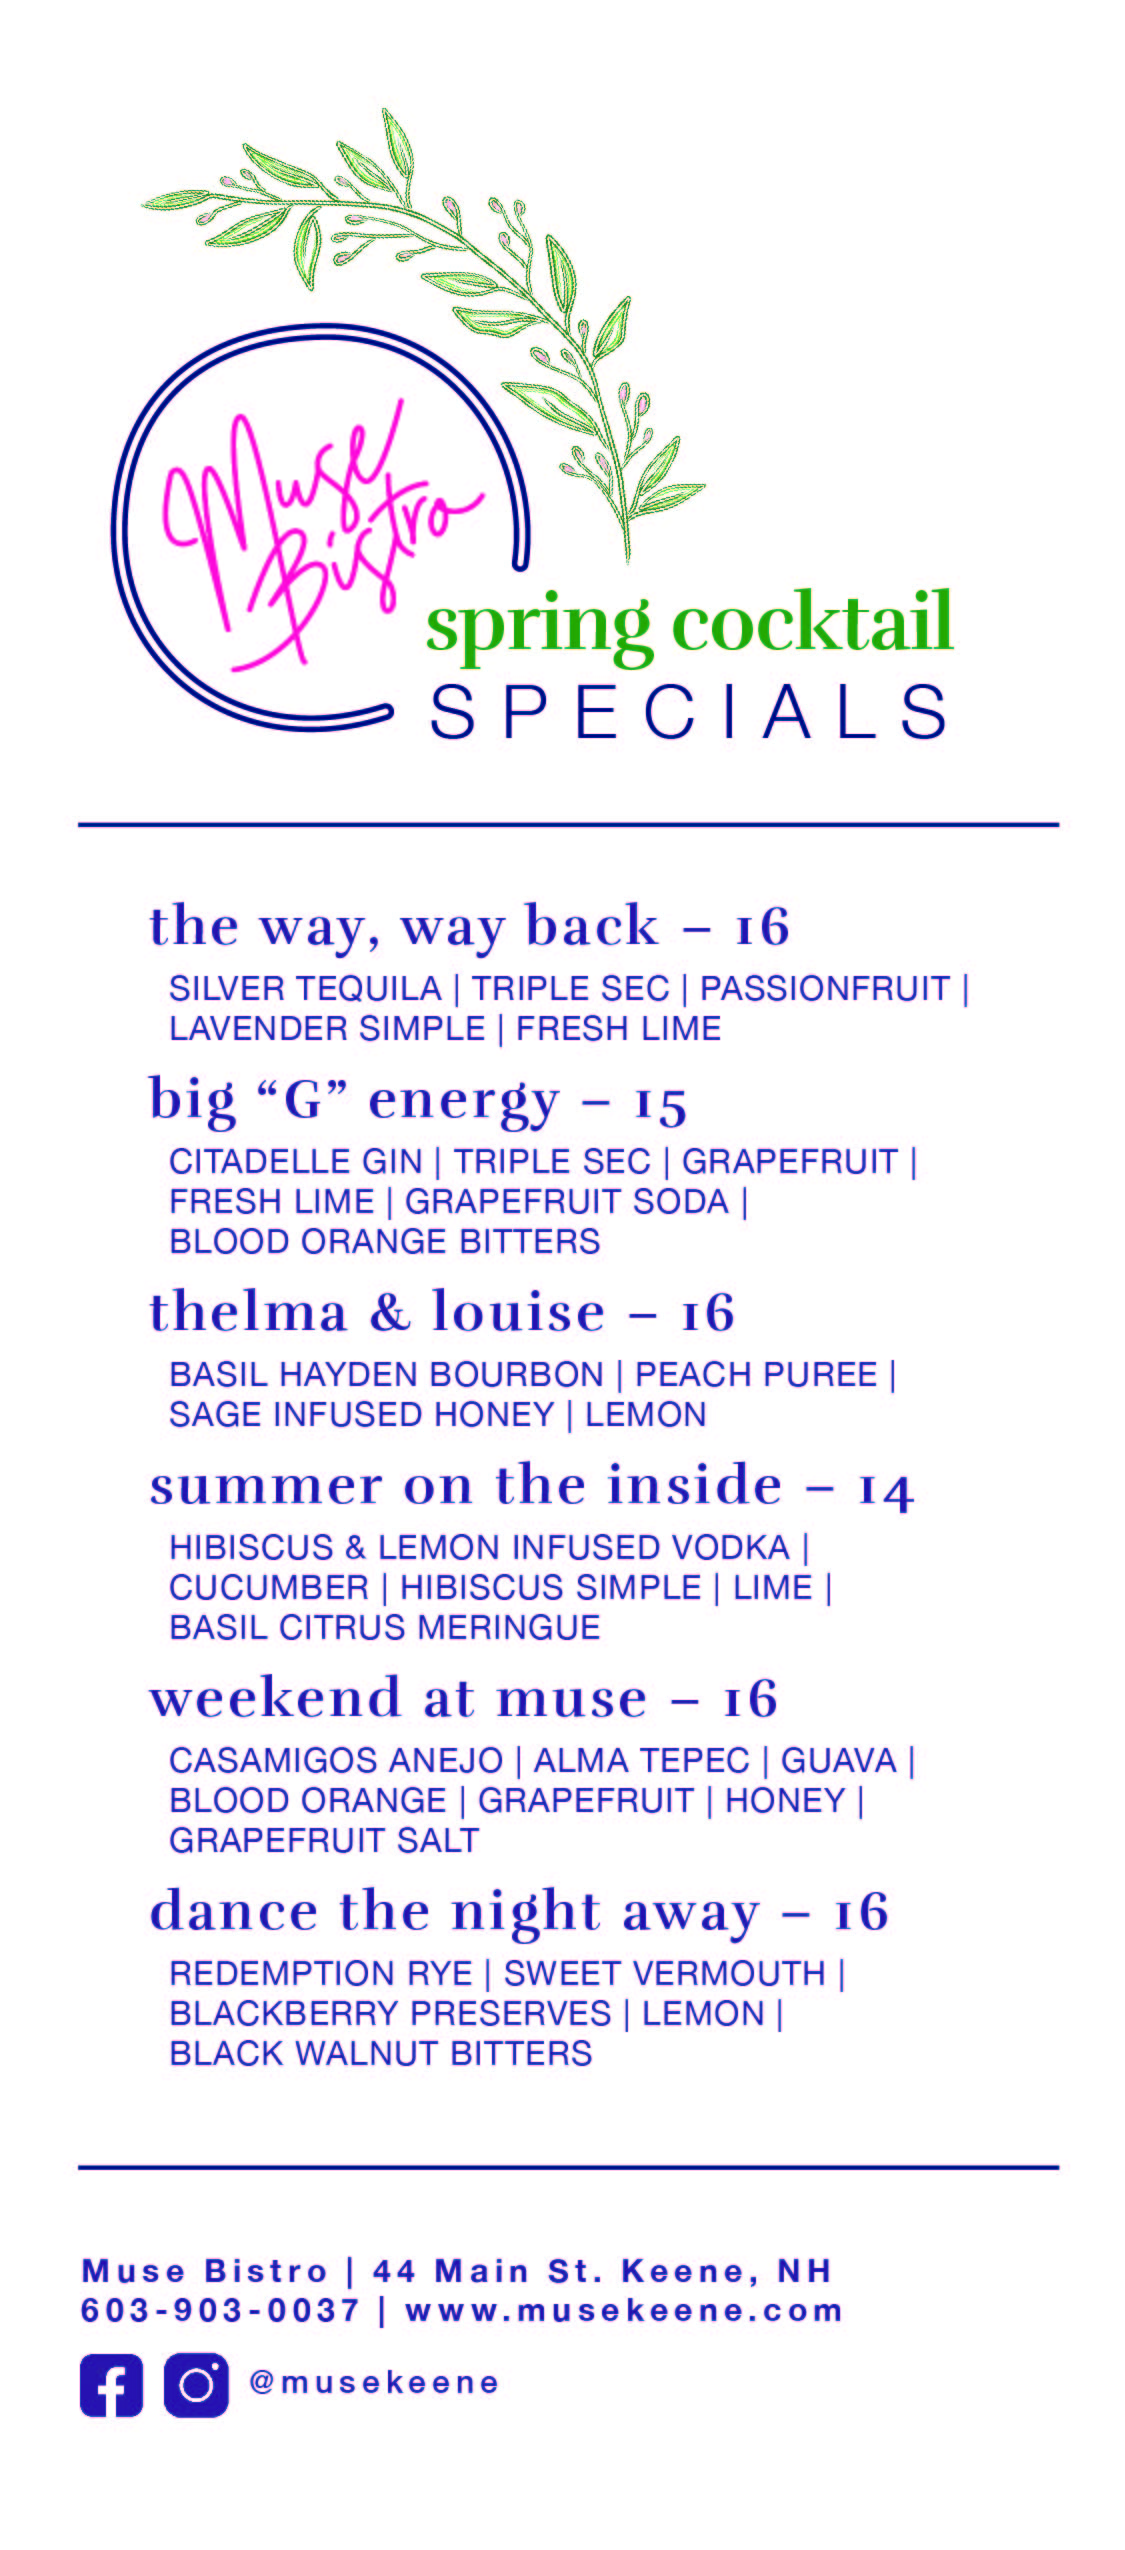 Muse
Bistro
spring cocktail
SPECIALS
the way, way back – 16
SILVER TEQUILA | TRIPLE SEC | PASSIONFRUIT |
LAVENDER SIMPLE | FRESH LIME
big “G” energy – 15
CITADELLE GIN | TRIPLE SEC | GRAPEFRUIT |
FRESH LIME | GRAPEFRUIT SODA |
BLOOD ORANGE BITTERS
thelma & louise – 16
BASIL HAYDEN BOURBON | PEACH PUREE |
SAGE INFUSED HONEY | LEMON
summer on the inside – 14
HIBISCUS & LEMON INFUSED VODKA |
CUCUMBER | HIBISCUS SIMPLE | LIME |
BASIL CITRUS MERINGUE
weekend at muse – 16
CASAMIGOS ANEJO | ALMA TEPEC | GUAVA |
BLOOD ORANGE | GRAPEFRUIT | HONEY |
GRAPEFRUIT SALT
dance the night away – 16
REDEMPTION RYE | SWEET VERMOUTH |
BLACKBERRY PRESERVES | LEMON |
BLACK WALNUT BITTERS
Muse Bistro | 44 Main St. Keene, NH
603-903-0037 | www.musekeene.com
@musekeene